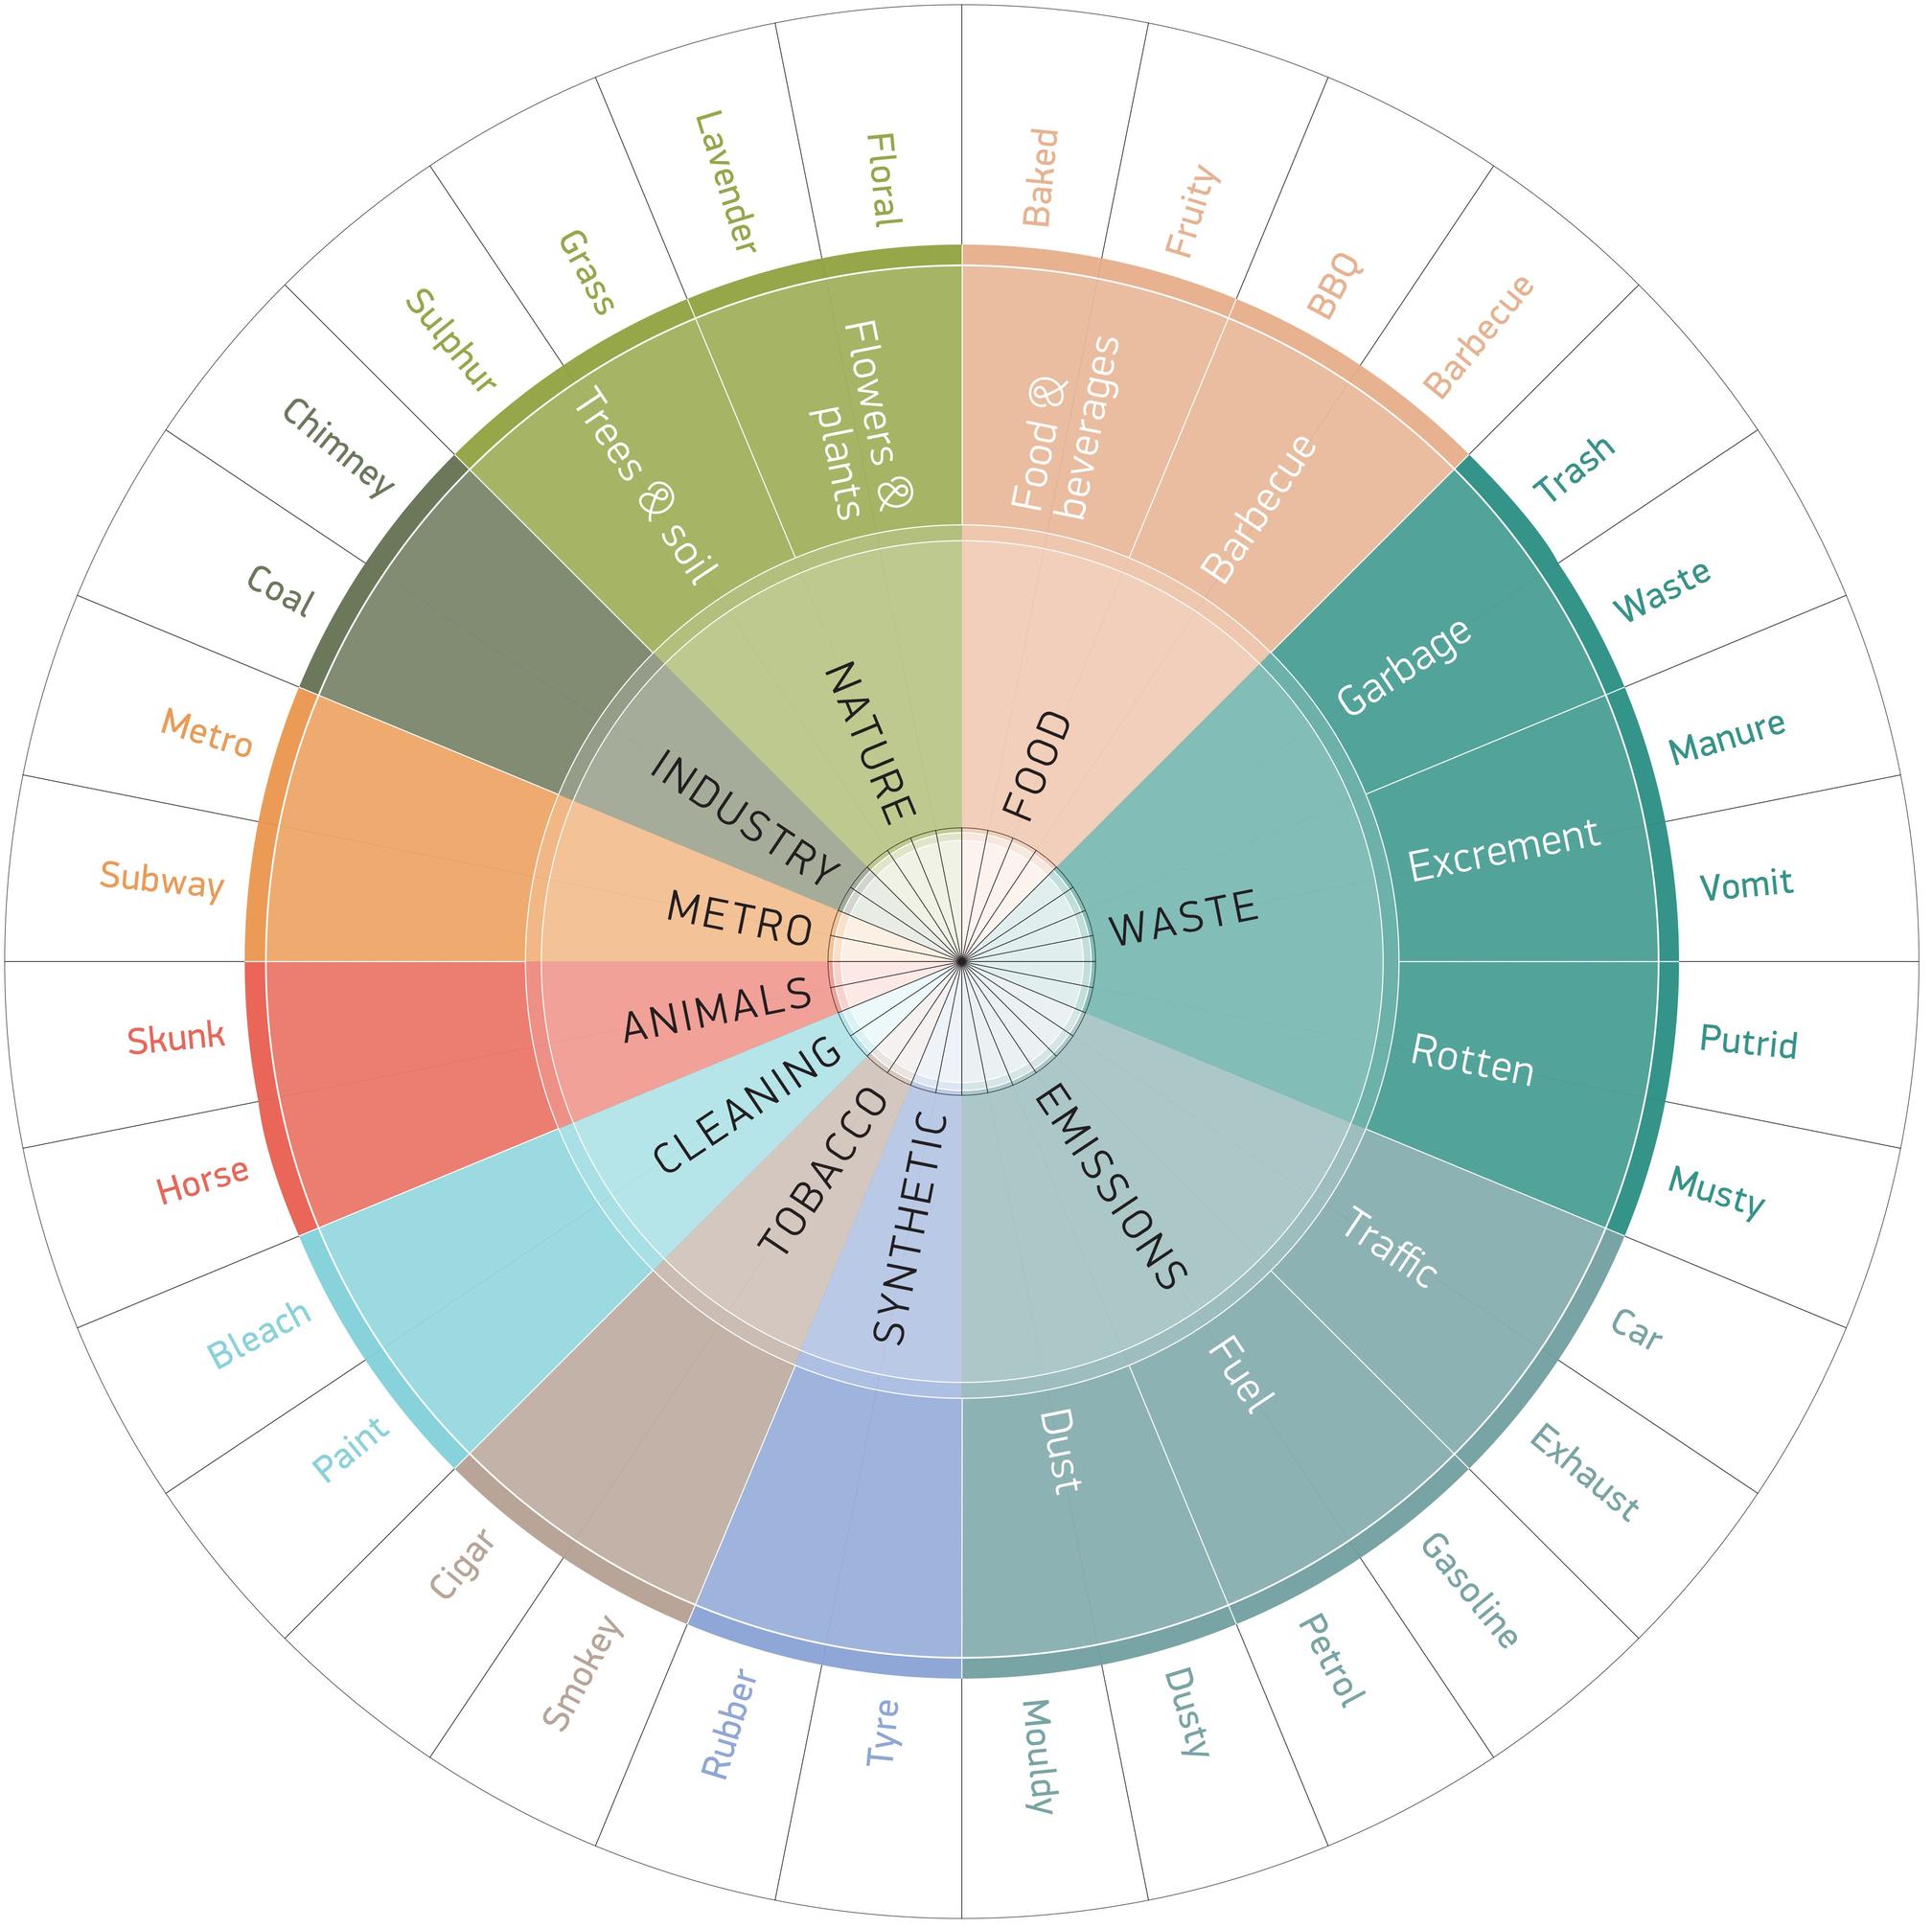 FOOD
WASTE
EMISSIONS
SYNTHETIC
TOBACCO
CLEANING
ANIMALS
METRO
INDUSTRY
NATURE
Food &
beverages
Barbecue
Garbage
Excrement
Rotten
Traffic
Fuel
Dust
Trees & soil
Flowers &
plants
Baked
Fruity
BBQ
Barbecue
Trash
Waste
Manure
Vomit
Putrid
Musty
Car
Exhaust
Gasoline
Petrol
Dusty
Mouldy
Tyre
Rubber
Smokey
Cigar
Paint
Bleach
Horse
Skunk
Subway
Metro
Coal
Chimney
Sulphur
Grass
Lavender
Floral